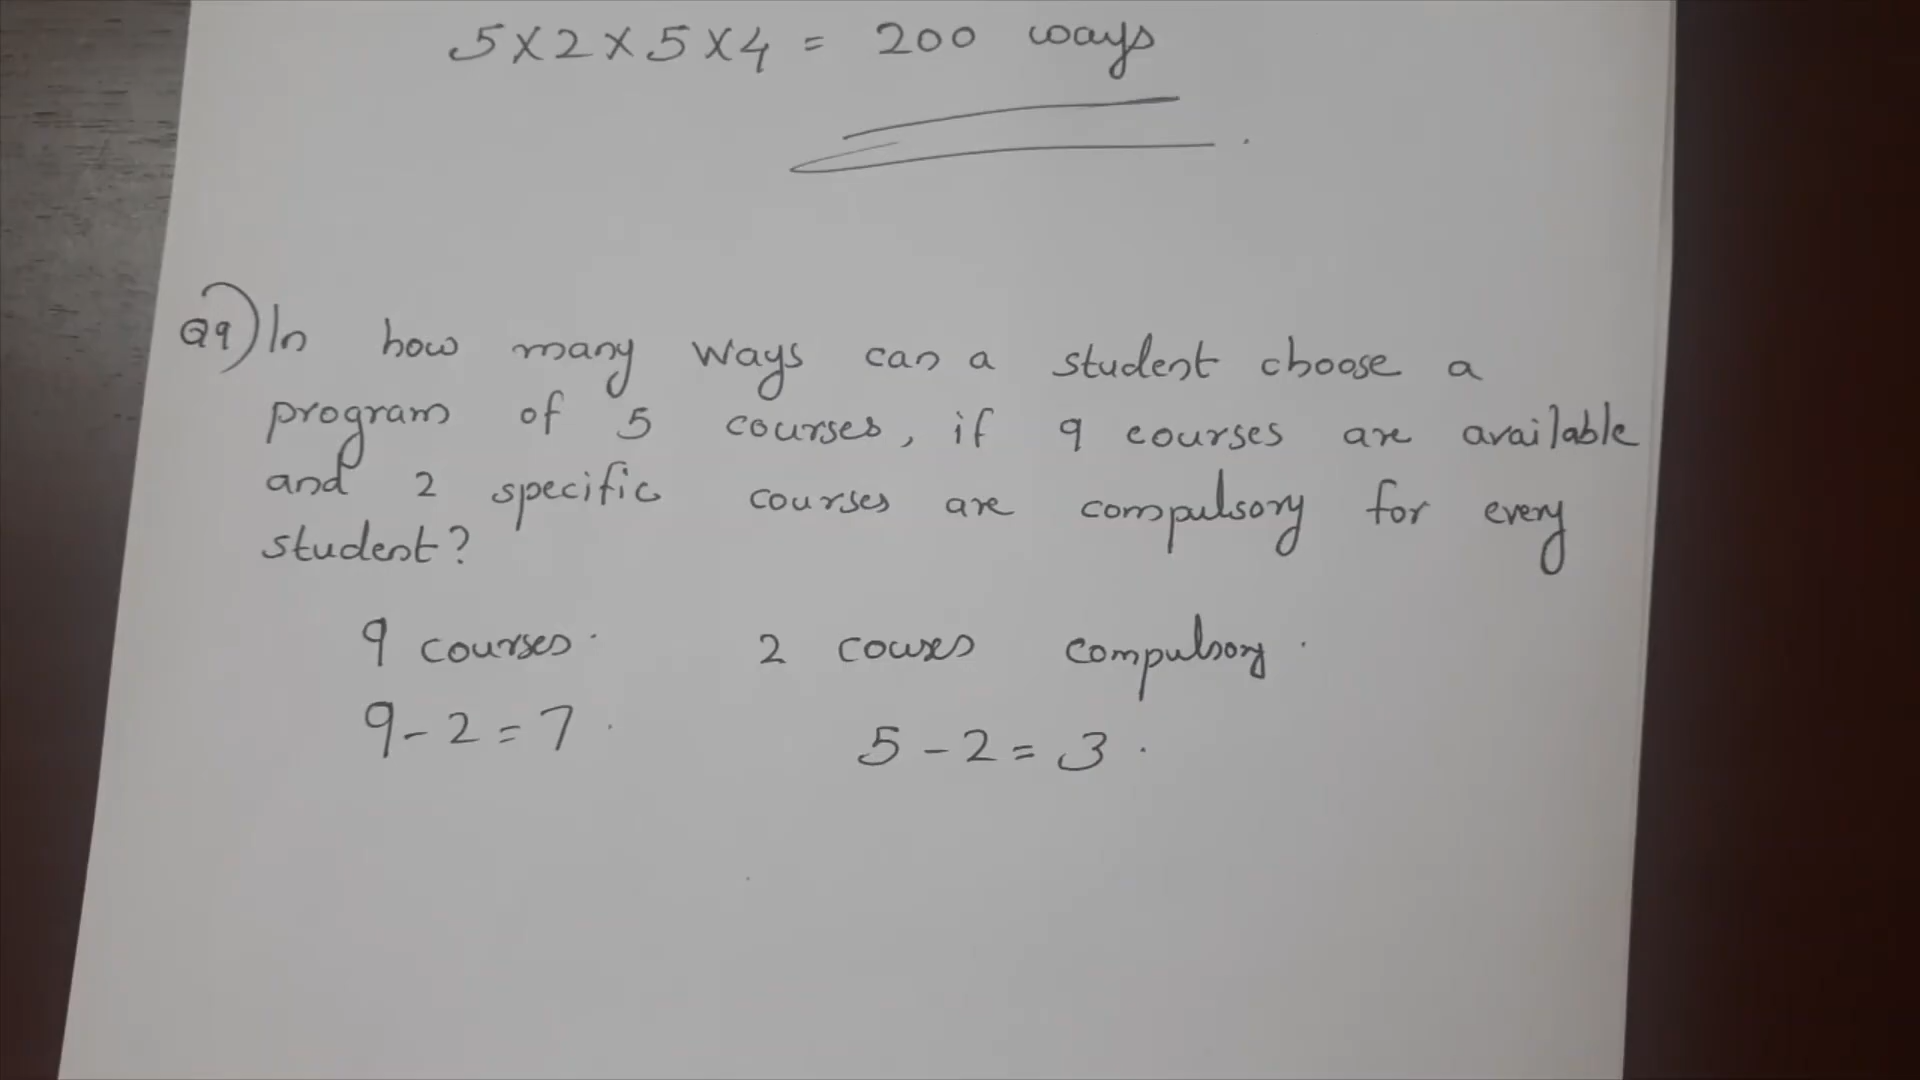 5 X 2 X 5 X 4 = 200 ways
Q9) In how many ways can a student choose a
program of 5 courses, if 9 courses are available
and 2 specific courses are compulsory for every
student?
9 courses. 2 courses compulsory.
9 - 2 = 7. 5 - 2 = 3.